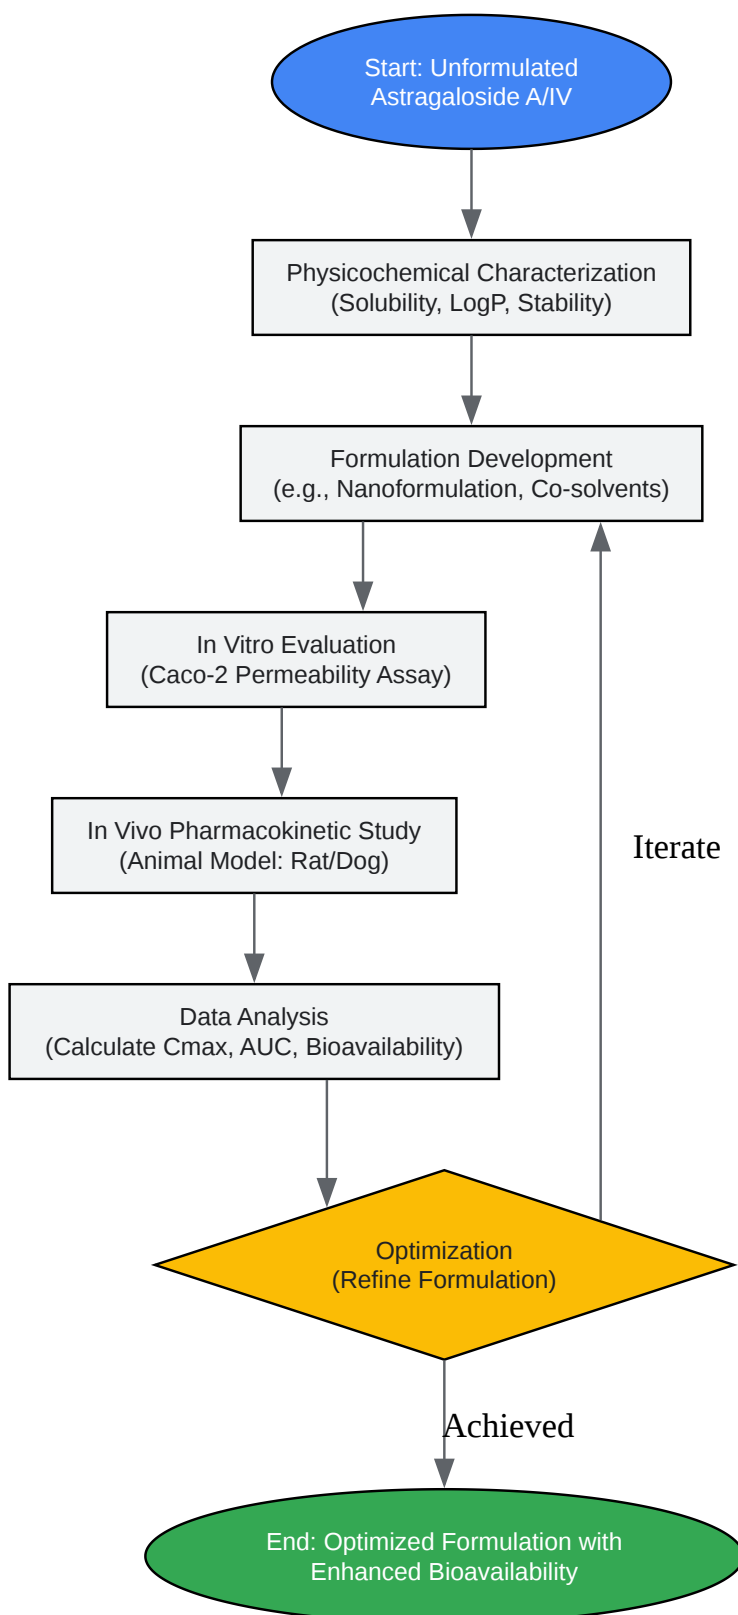 Start: Unformulated
Astragaloside A/IV
Physicochemical Characterization
(Solubility, LogP, Stability)
Formulation Development
(e.g., Nanoformulation, Co-solvents)
In Vitro Evaluation
(Caco-2 Permeability Assay)
In Vivo Pharmacokinetic Study
(Animal Model: Rat/Dog)
Iterate
Data Analysis
(Calculate Cmax, AUC, Bioavailability)
Optimization
(Refine Formulation)
Achieved
End: Optimized Formulation with
Enhanced Bioavailability